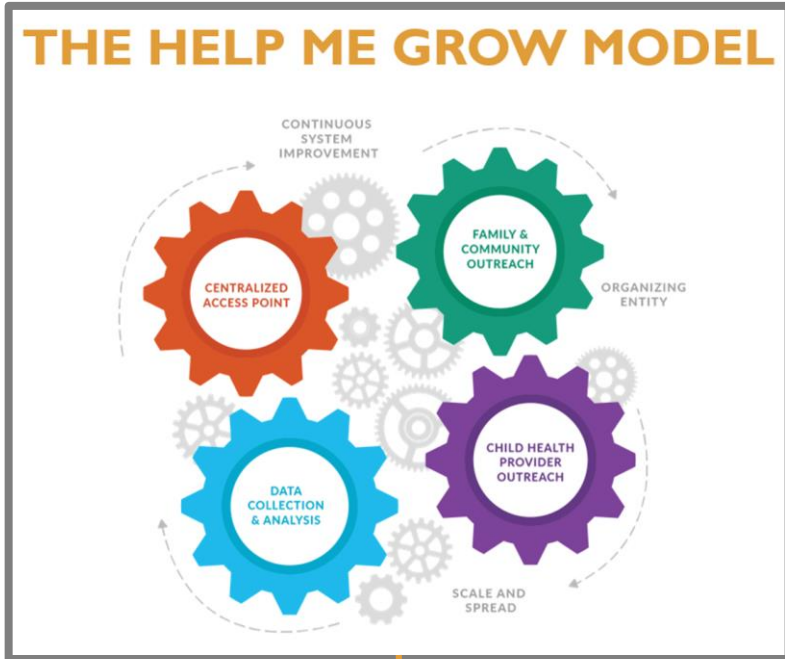 THE HELP ME GROW MODEL
CONTINUOUS
SYSTEM
IMPROVEMENT
FAMILY &
COMMUNITY
OUTREACH
CENTRALIZED
ACCESS POINT
ORGANIZING
ENTITY
CHILD HEALTH
PROVIDER
OUTREACH
DATA
COLLECTION
& ANALYSIS
SCALE AND
SPREAD